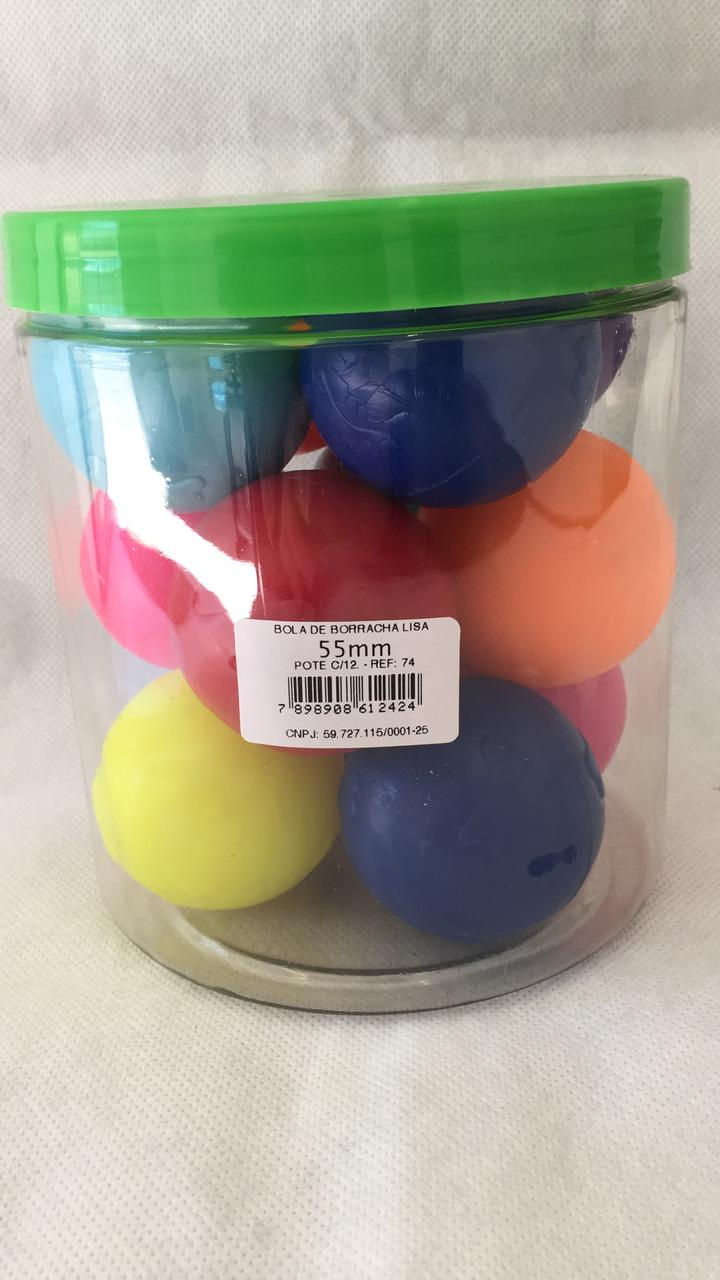 BOLA DE BORRACHA LISA
55mm
POTE C/12. - REF: 74
7 898908 612424
CNPJ: 59.727.115/0001-25